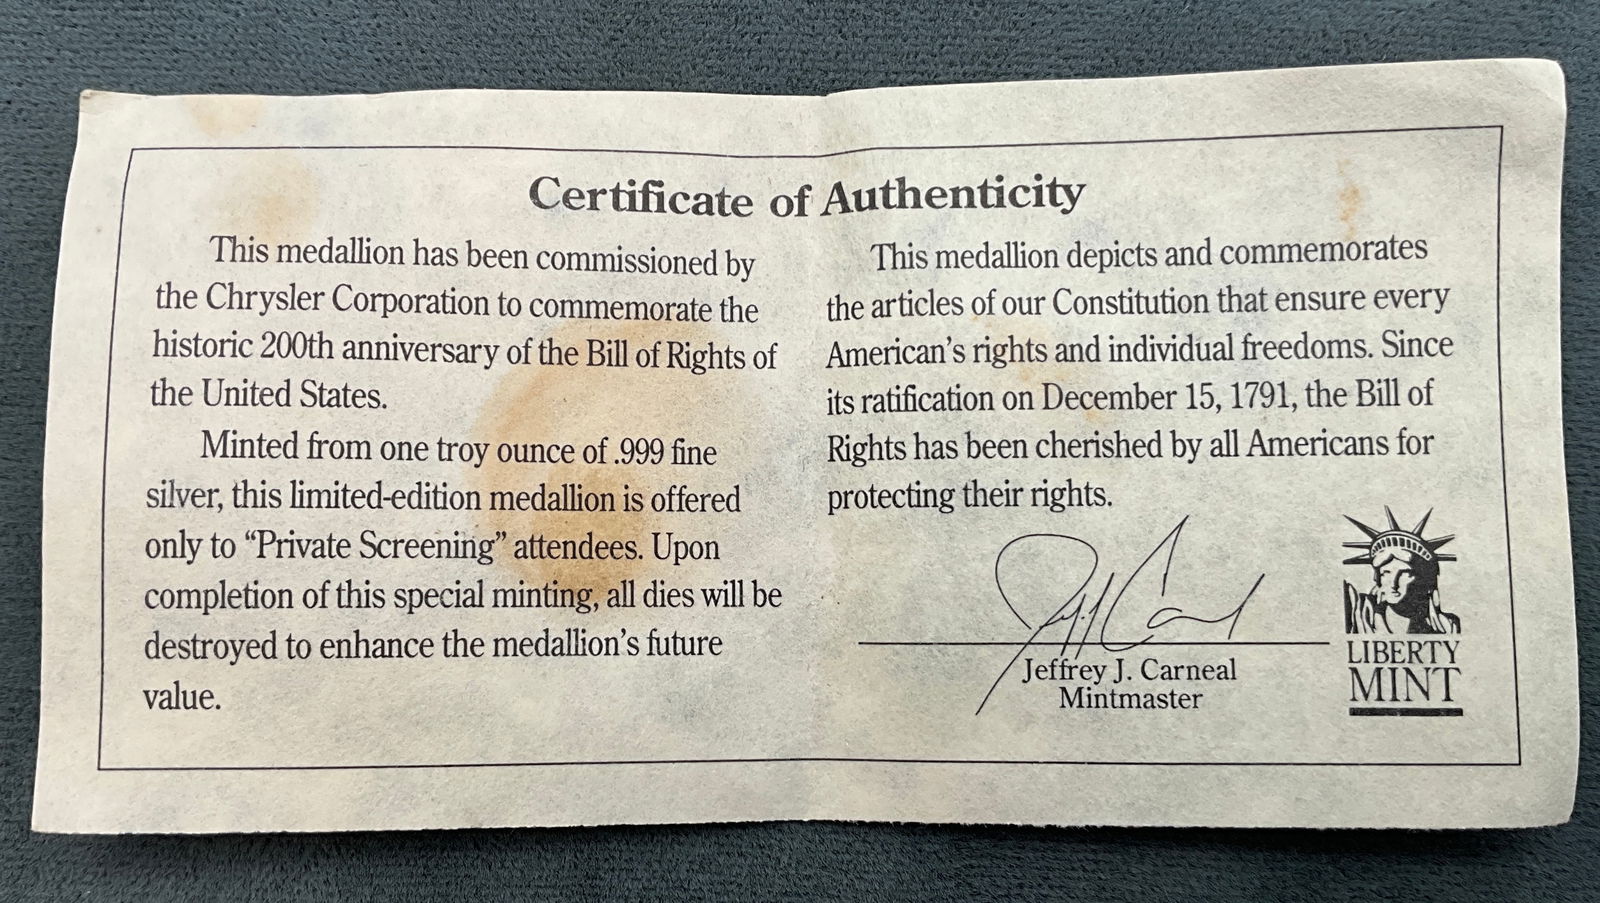 Certificate of Authenticity
This medallion has been commissioned by
the Chrysler Corporation to commemorate the
historic 200th anniversary of the Bill of Rights of
the United States.
Minted from one troy ounce of .999 fine
silver, this limited-edition medallion is offered
only to “Private Screening” attendees. Upon
completion of this special minting, all dies will be
destroyed to enhance the medallion’s future
value.
This medallion depicts and commemorates
the articles of our Constitution that ensure every
American’s rights and individual freedoms. Since
its ratification on December 15, 1791, the Bill of
Rights has been cherished by all Americans for
protecting their rights.
Jeff Carneal
Jeffrey J. Carneal
Mintmaster
LIBERTY
MINT